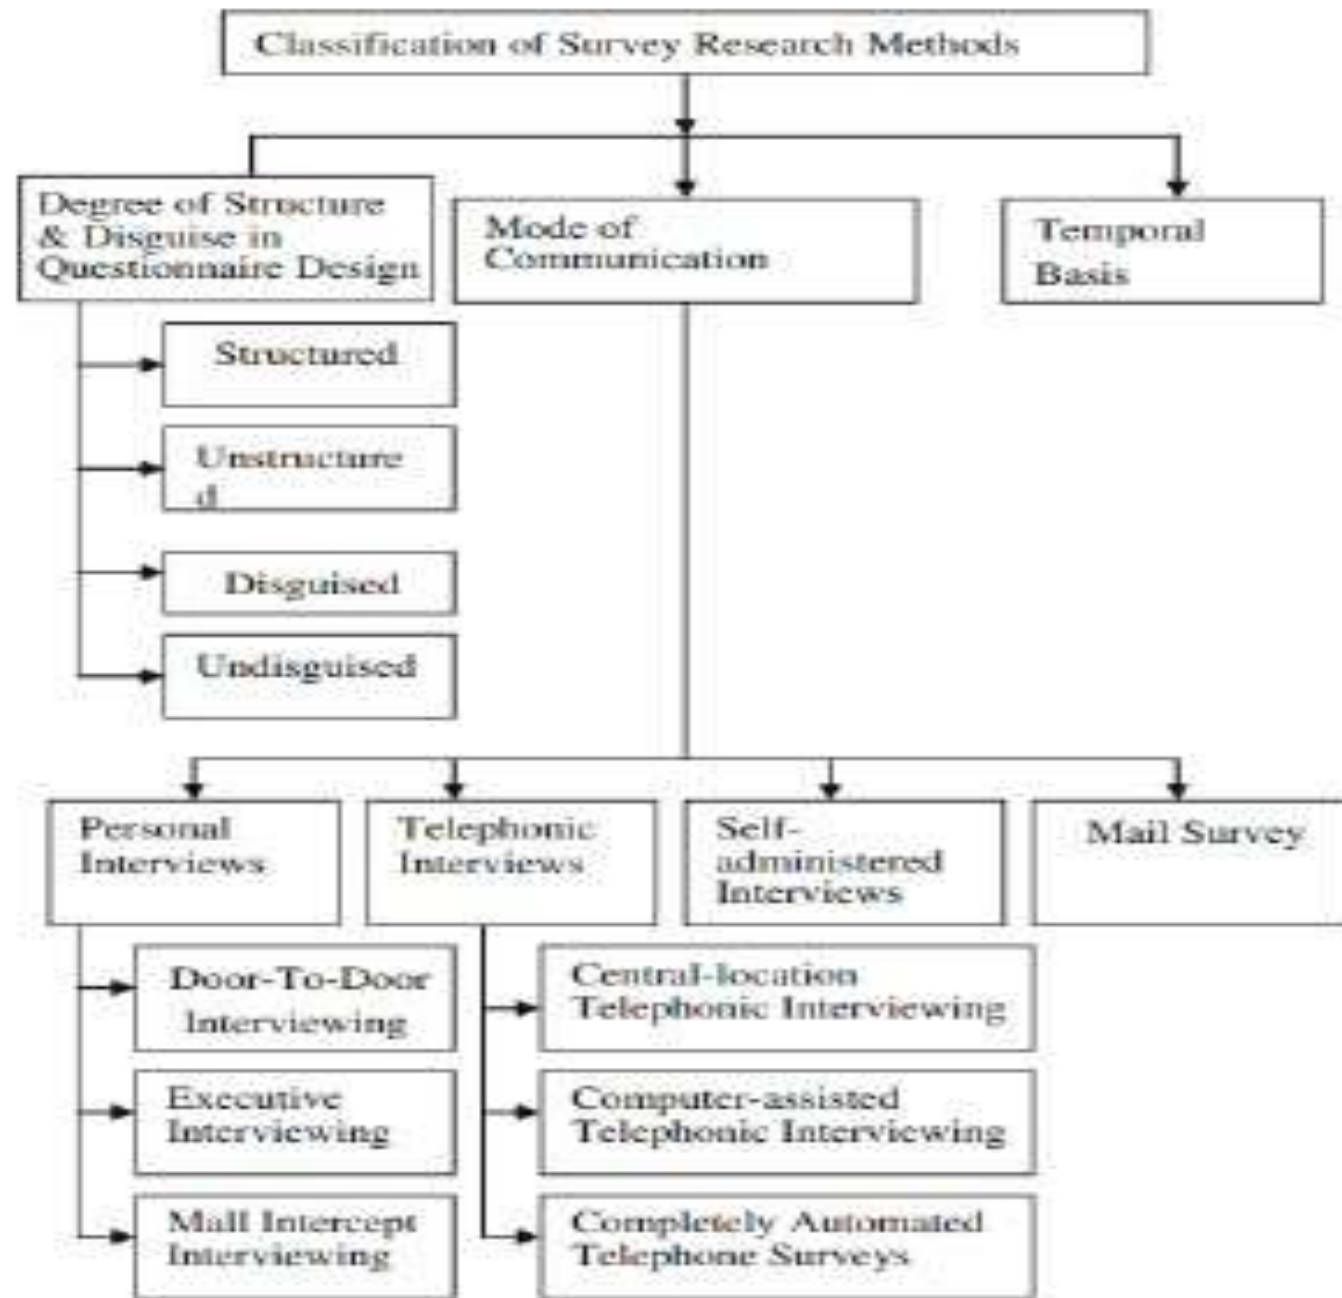 Classification of Survey Research Methods
Degree of Structure
& Disguise in
Questionnaire Design
Mode of
Communication
Temporal
Basis
Structured
Unstructure
d
Disguised
Undisguised
Personal
Interviews
Telephonic
Interviews
Self-
administered
Interviews
Mail Survey
Door-To-Door
Interviewing
Executive
Interviewing
Mall Intercept
Interviewing
Central-location
Telephonic Interviewing
Computer-assisted
Telephonic Interviewing
Completely Automated
Telephone Surveys